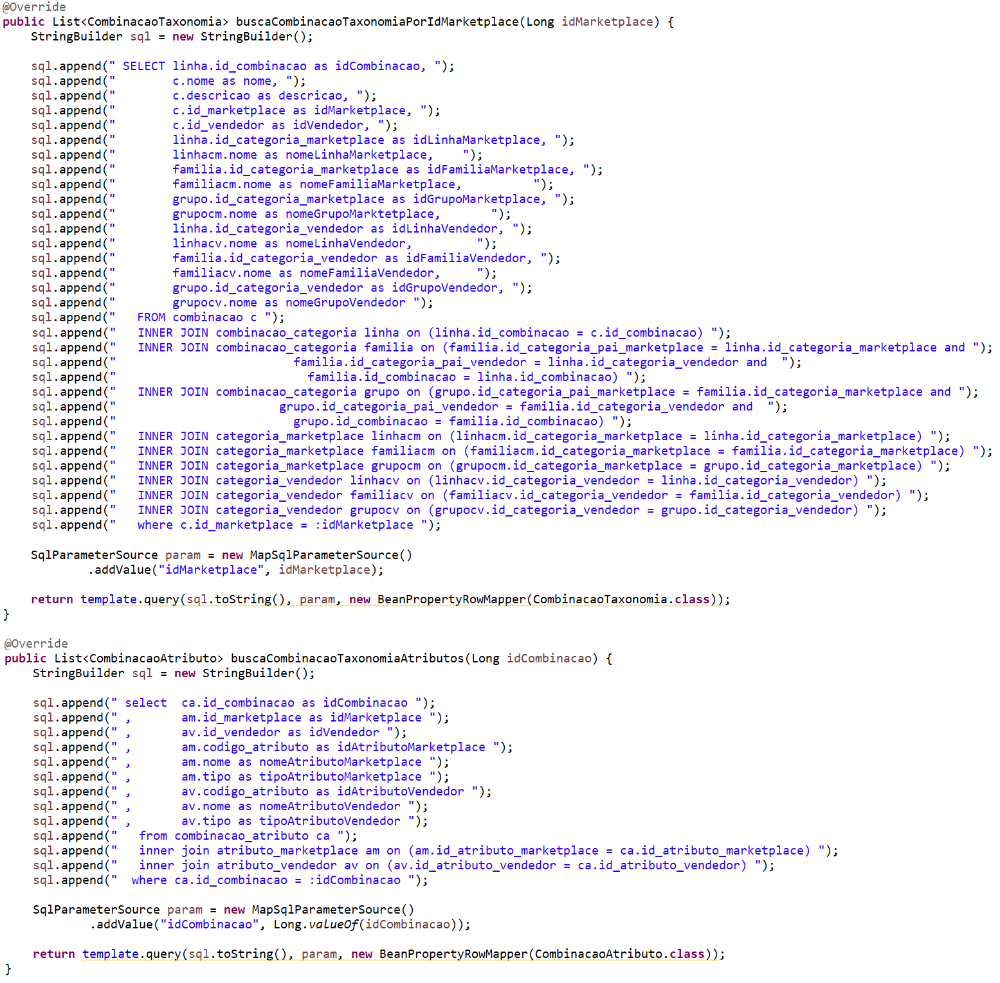 @Override
public List<CombinacaoTaxonomia> buscaCombinacaoTaxonomiaPorIdMarketplace(Long idMarketplace) {
    StringBuilder sql = new StringBuilder();

    sql.append(" SELECT linha.id_combinacao as idCombinacao, ");
    sql.append("        c.nome as nome, ");
    sql.append("        c.descricao as descricao, ");
    sql.append("        c.id_marketplace as idMarketplace, ");
    sql.append("        c.id_vendedor as idVendedor, ");
    sql.append("        linha.id_categoria_marketplace as idLinhaMarketplace, ");
    sql.append("        linhacm.nome as nomeLinhaMarketplace,    ");
    sql.append("        familia.id_categoria_marketplace as idFamiliaMarketplace, ");
    sql.append("        familiacm.nome as nomeFamiliaMarketplace,          ");
    sql.append("        grupo.id_categoria_marketplace as idGrupoMarketplace, ");
    sql.append("        grupocm.nome as nomeGrupoMarktetplace,       ");
    sql.append("        linha.id_categoria_vendedor as idLinhaVendedor, ");
    sql.append("        linhacv.nome as nomeLinhaVendedor,         ");
    sql.append("        familia.id_categoria_vendedor as idFamiliaVendedor, ");
    sql.append("        familiacv.nome as nomeFamiliaVendedor,     ");
    sql.append("        grupo.id_categoria_vendedor as idGrupoVendedor, ");
    sql.append("        grupocv.nome as nomeGrupoVendedor ");
    sql.append("   FROM combinacao c ");
    sql.append("   INNER JOIN combinacao_categoria linha on (linha.id_combinacao = c.id_combinacao) ");
    sql.append("   INNER JOIN combinacao_categoria familia on (familia.id_categoria_pai_marketplace = linha.id_categoria_marketplace and ");
    sql.append("                         familia.id_categoria_pai_vendedor = linha.id_categoria_vendedor and  ");
    sql.append("                           familia.id_combinacao = linha.id_combinacao) ");
    sql.append("   INNER JOIN combinacao_categoria grupo on (grupo.id_categoria_pai_marketplace = familia.id_categoria_marketplace and ");
    sql.append("                       grupo.id_categoria_pai_vendedor = familia.id_categoria_vendedor and  ");
    sql.append("                         grupo.id_combinacao = familia.id_combinacao) ");
    sql.append("   INNER JOIN categoria_marketplace linhacm on (linhacm.id_categoria_marketplace = linha.id_categoria_marketplace) ");
    sql.append("   INNER JOIN categoria_marketplace familiacm on (familiacm.id_categoria_marketplace = familia.id_categoria_marketplace) ");
    sql.append("   INNER JOIN categoria_marketplace grupocm on (grupocm.id_categoria_marketplace = grupo.id_categoria_marketplace) ");
    sql.append("   INNER JOIN categoria_vendedor linhacv on (linhacv.id_categoria_vendedor = linha.id_categoria_vendedor) ");
    sql.append("   INNER JOIN categoria_vendedor familiacv on (familiacv.id_categoria_vendedor = familia.id_categoria_vendedor) ");
    sql.append("   INNER JOIN categoria_vendedor grupocv on (grupocv.id_categoria_vendedor = grupo.id_categoria_vendedor) ");
    sql.append("   where c.id_marketplace = :idMarketplace ");

    SqlParameterSource param = new MapSqlParameterSource()
            .addValue("idMarketplace", idMarketplace);

    return template.query(sql.toString(), param, new BeanPropertyRowMapper(CombinacaoTaxonomia.class));
}

@Override
public List<CombinacaoAtributo> buscaCombinacaoTaxonomiaAtributos(Long idCombinacao) {
    StringBuilder sql = new StringBuilder();

    sql.append(" select  ca.id_combinacao as idCombinacao ");
    sql.append(" ,       am.id_marketplace as idMarketplace ");
    sql.append(" ,       av.id_vendedor as idVendedor ");
    sql.append(" ,       am.codigo_atributo as idAtributoMarketplace ");
    sql.append(" ,       am.nome as nomeAtributoMarketplace ");
    sql.append(" ,       am.tipo as tipoAtributoMarketplace ");
    sql.append(" ,       av.codigo_atributo as idAtributoVendedor ");
    sql.append(" ,       av.nome as nomeAtributoVendedor ");
    sql.append(" ,       av.tipo as tipoAtributoVendedor ");
    sql.append("   from combinacao_atributo ca ");
    sql.append("   inner join atributo_marketplace am on (am.id_atributo_marketplace = ca.id_atributo_marketplace) ");
    sql.append("   inner join atributo_vendedor av on (av.id_atributo_vendedor = ca.id_atributo_vendedor) ");
    sql.append("  where ca.id_combinacao = :idCombinacao ");

    SqlParameterSource param = new MapSqlParameterSource()
            .addValue("idCombinacao", Long.valueOf(idCombinacao));

    return template.query(sql.toString(), param, new BeanPropertyRowMapper(CombinacaoAtributo.class));
}